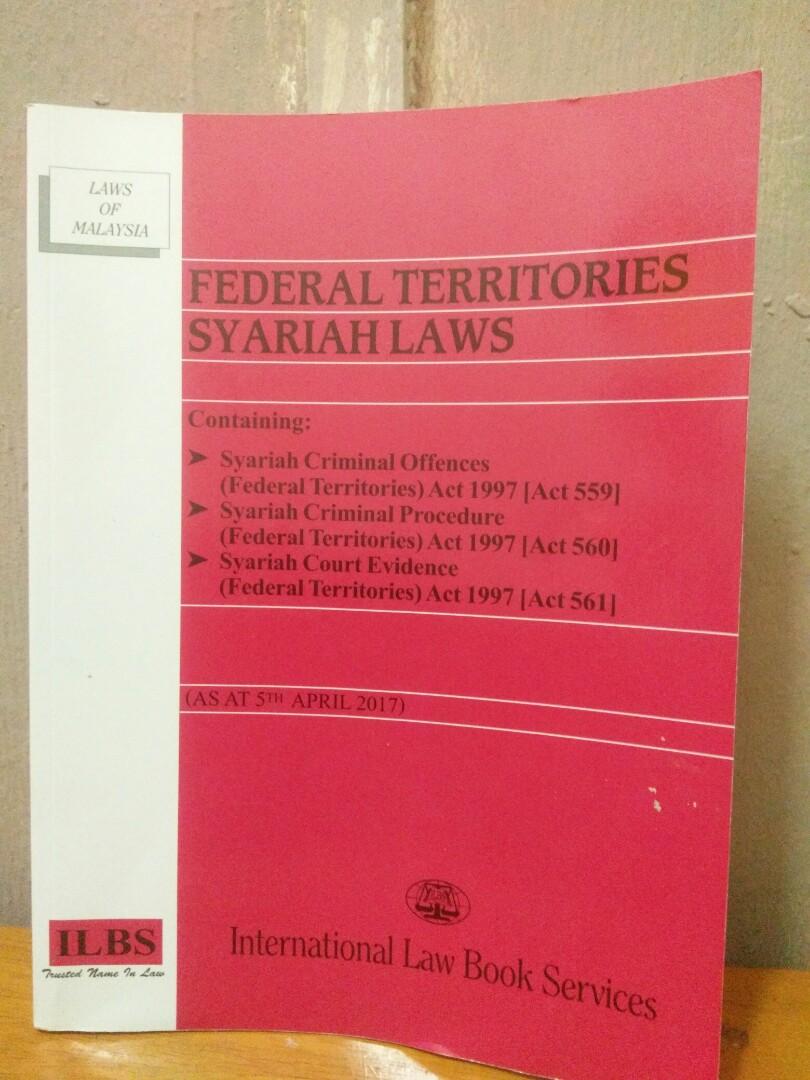 LAWS
OF
MALAYSIA
FEDERAL TERRITORIES
SYARIAH LAWS
Containing:
➤ Syariah Criminal Offences
(Federal Territories) Act 1997 [Act 559]
➤ Syariah Criminal Procedure
(Federal Territories) Act 1997 [Act 560]
➤ Syariah Court Evidence
(Federal Territories) Act 1997 [Act 561]
(AS AT 5TH APRIL 2017)
ILBS
Trusted Name In Law
International Law Book Services